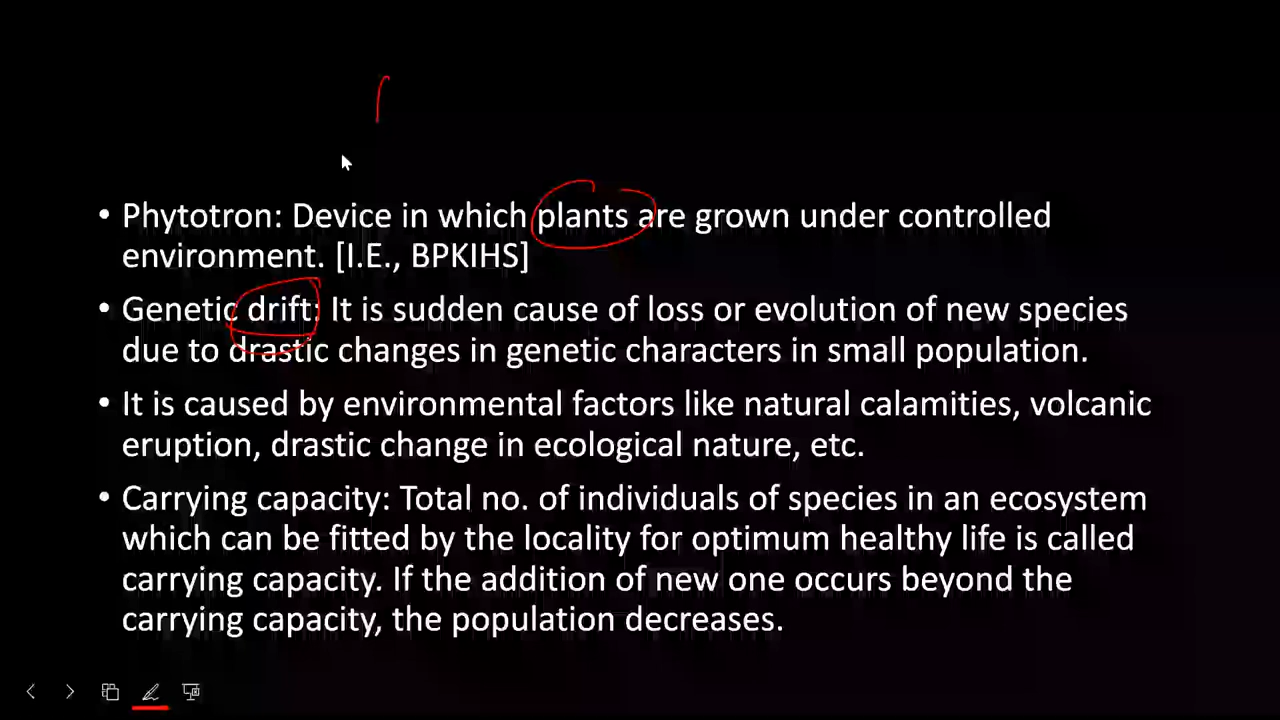 • Phytotron: Device in which plants are grown under controlled
environment. [I.E., BPKIHS]
• Genetic drift: It is sudden cause of loss or evolution of new species
due to drastic changes in genetic characters in small population.
• It is caused by environmental factors like natural calamities, volcanic
eruption, drastic change in ecological nature, etc.
• Carrying capacity: Total no. of individuals of species in an ecosystem
which can be fitted by the locality for optimum healthy life is called
carrying capacity. If the addition of new one occurs beyond the
carrying capacity, the population decreases.